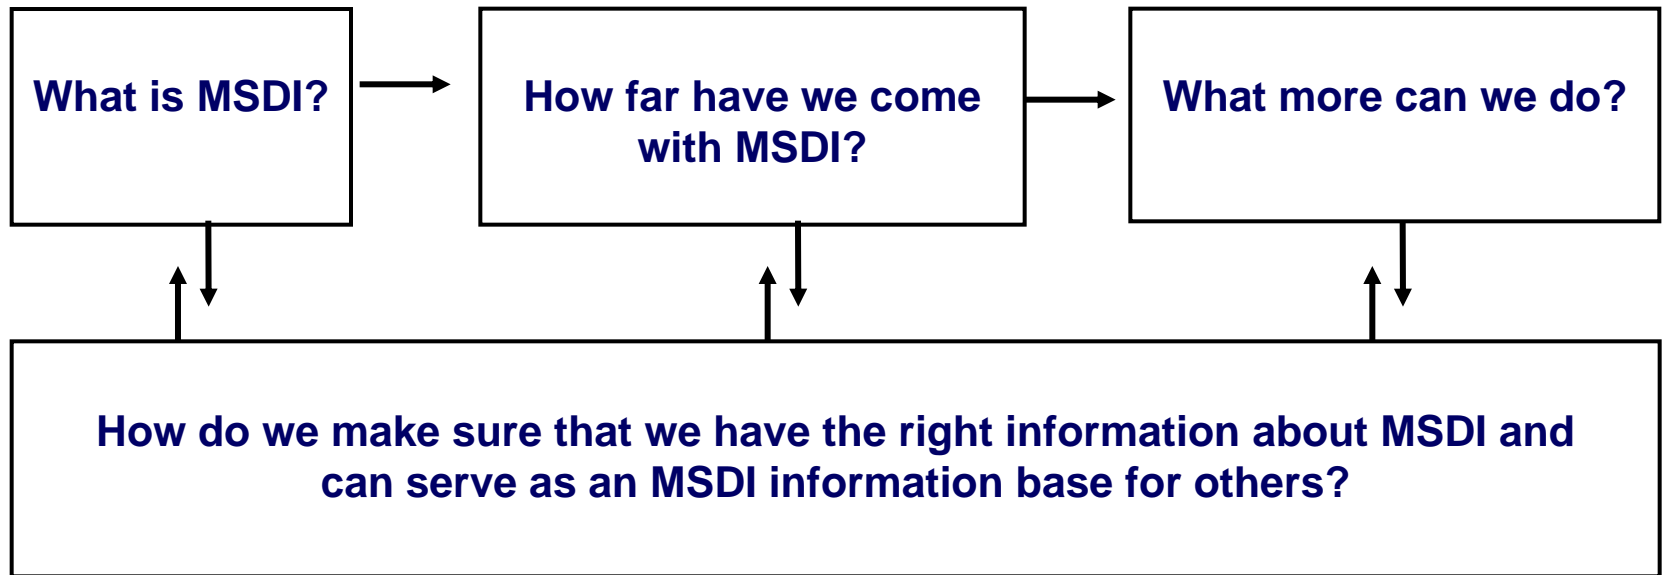 What is MSDI?
How far have we come
with MSDI?
What more can we do?
How do we make sure that we have the right information about MSDI and
can serve as an MSDI information base for others?